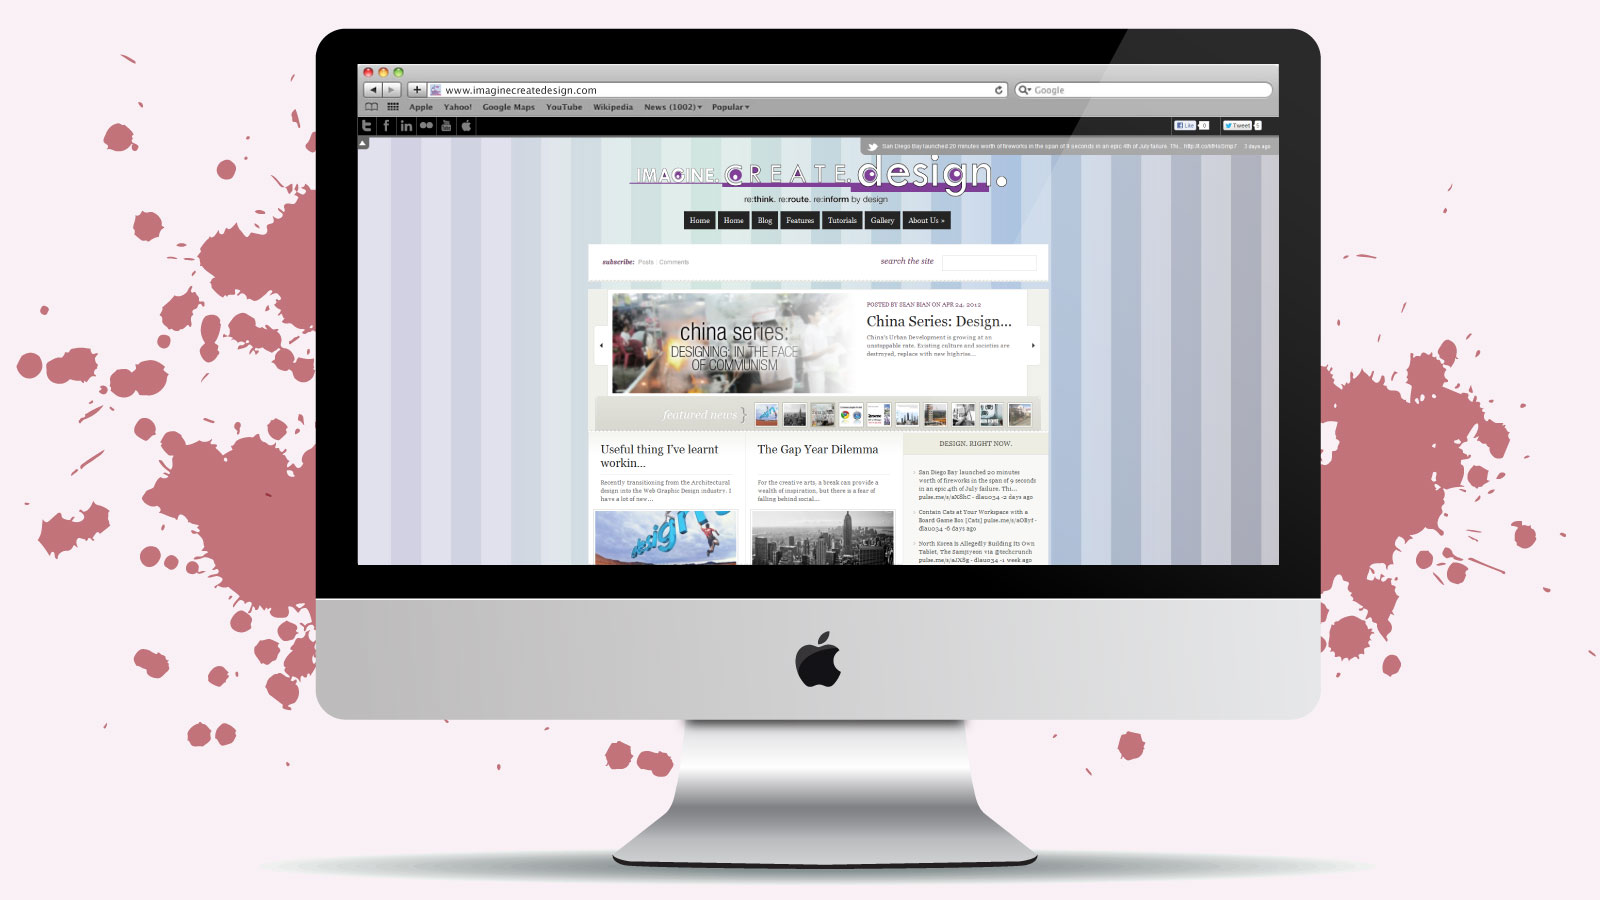 www.imaginecreatedesign.com
Google
Apple Yahoo! Google Maps YouTube Wikipedia News (1002) Popular
Like 0 Tweet 5
San Diego Bay launched 20 minutes worth of fireworks in the span of 9 seconds in an epic 4th of July failure. Thi... 3 days ago
IMAGINE. CREATE. design.
re:think. re:route. re:inform by design
Home Home Blog Features Tutorials Gallery About Us »
subscribe: Posts Comments
search the site
china series:
DESIGNING: IN THE FACE
OF COMMUNISM
POSTED BY SEAN BIAN ON APR 24, 2012
China Series: Design...
China's Urban Development is growing at an
unstoppable rate. Existing culture and societies are
destroyed, replace with new highrise...
featured news }
Useful thing I've learnt
workin...
Recently transitioning from the Architectural
design into the Web Graphic Design industry. I
have a lot of new...
design
The Gap Year Dilemma
For the creative arts, a break can provide a
wealth of inspiration, but there is a fear of
falling behind social...
DESIGN. RIGHT NOW.
San Diego Bay launched 20 minutes
worth of fireworks in the span of 9 seconds
in an epic 4th of July failure. Thi...
pulse.me/s/aX8hC - dlau034 -2 days ago
Contain Cats at Your Workspace with a
Board Game Box [Cats] pulse.me/s/aOByf -
dlau034 -6 days ago
North Korea is Allegedly Building Its Own
Tablet, The Samjiyeon via @techcrunch
pulse.me/s/aJX8g - dlau034 -1 week ago